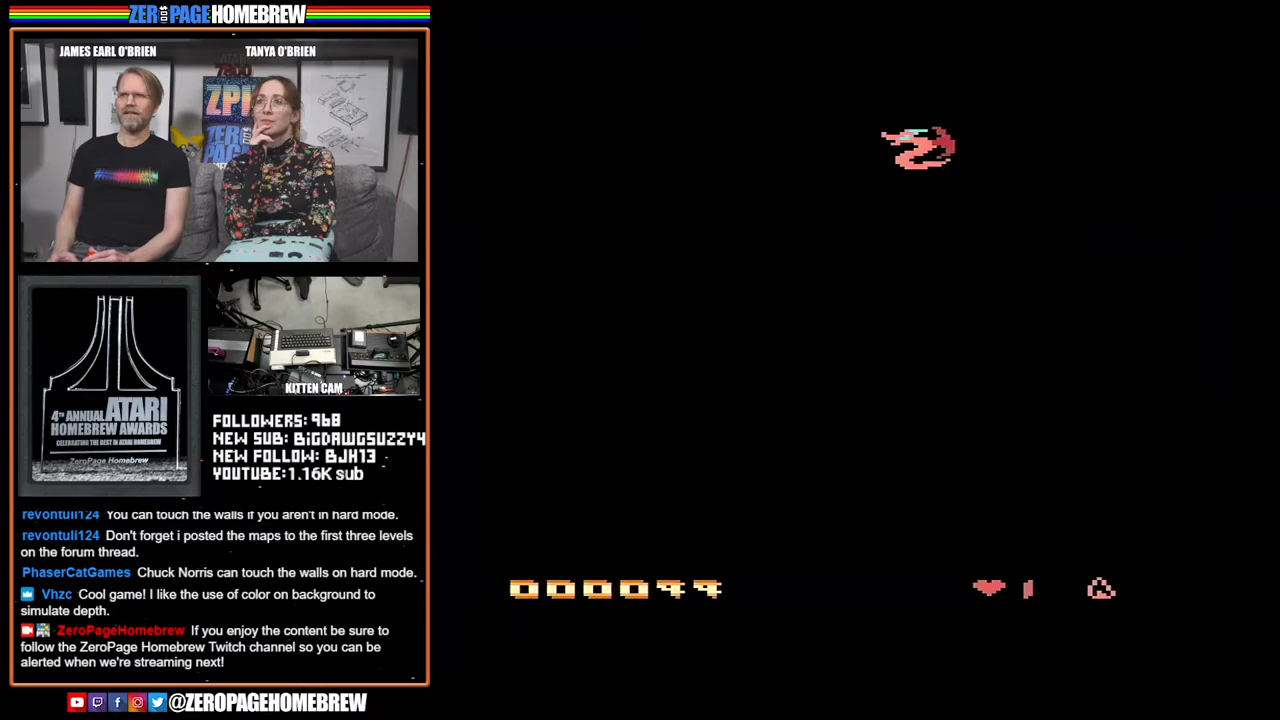 ZEROPAGEHOMEBREW
JAMES EARL O'BRIEN
TANYA O'BRIEN
ATARI
7800
ZPH
ZERO
PAGE
4TH ANNUAL ATARI
HOMEBREW AWARDS
CELEBRATING THE BEST IN ATARI HOMEBREW
ZeroPage Homebrew
KITTEN CAM
FOLLOWERS: 968
NEW SUB: BIGDAWGSUZZY4
NEW FOLLOW: BJH13
YOUTUBE: 1.16K sub
revontuli124 You can touch the walls if you aren't in hard mode.
revontuli124 Don't forget i posted the maps to the first three levels
on the forum thread.
PhaserCatGames Chuck Norris can touch the walls on hard mode.
Vhzc Cool game! I like the use of color on background to
simulate depth.
ZeroPageHomebrew If you enjoy the content be sure to
follow the ZeroPage Homebrew Twitch channel so you can be
alerted when we're streaming next!
@ZEROPAGEHOMEBREW